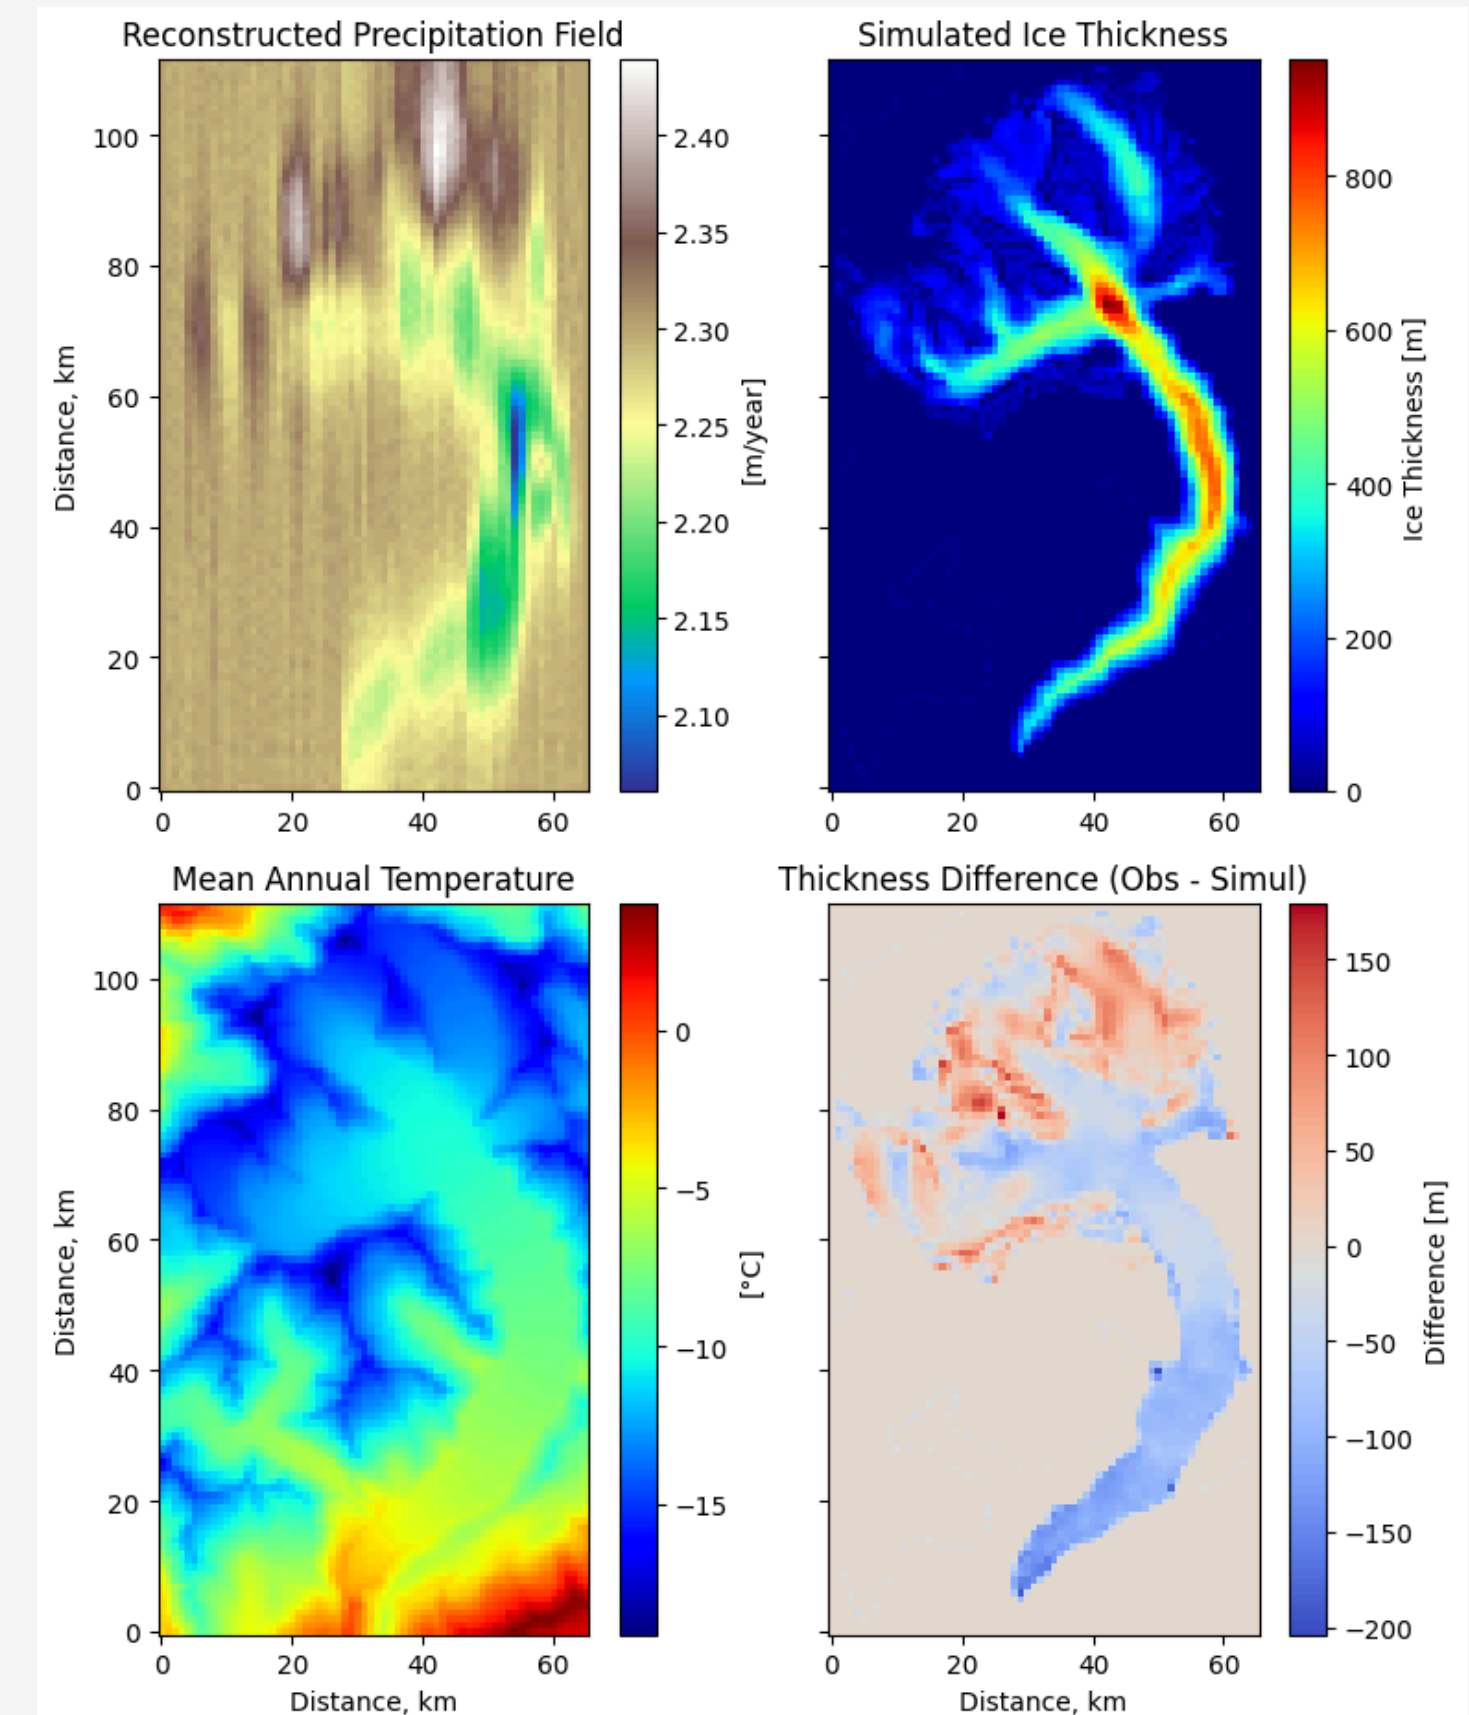 Reconstructed Precipitation Field
Simulated Ice Thickness
100
80
60
40
20
0
Distance, km
0 20 40 60
2.40
2.35
2.30
2.25
2.20
2.15
2.10
[m/year]
0 20 40 60
800
600
400
200
0
Ice Thickness [m]
Mean Annual Temperature
Thickness Difference (Obs - Simul)
100
80
60
40
20
0
Distance, km
0 20 40 60
Distance, km
0
−5
−10
−15
[°C]
0 20 40 60
Distance, km
150
100
50
0
−50
−100
−150
−200
Difference [m]